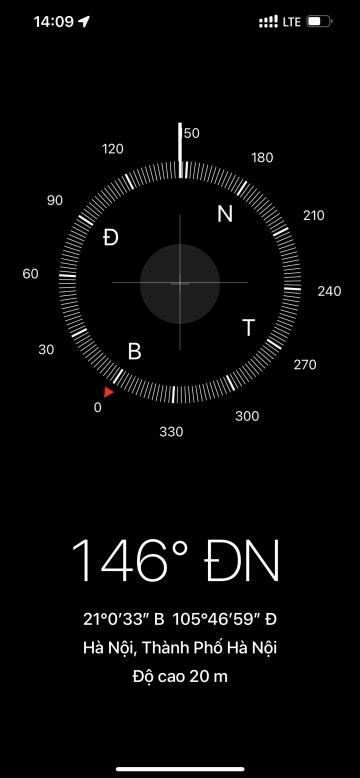 14:09 LTE
150
120
180
90
N
210
Đ
60
240
T
30
B
270
0
300
330
146° ĐN
21°0′33″ B 105°46′59″ Đ
Hà Nội, Thành Phố Hà Nội
Độ cao 20 m